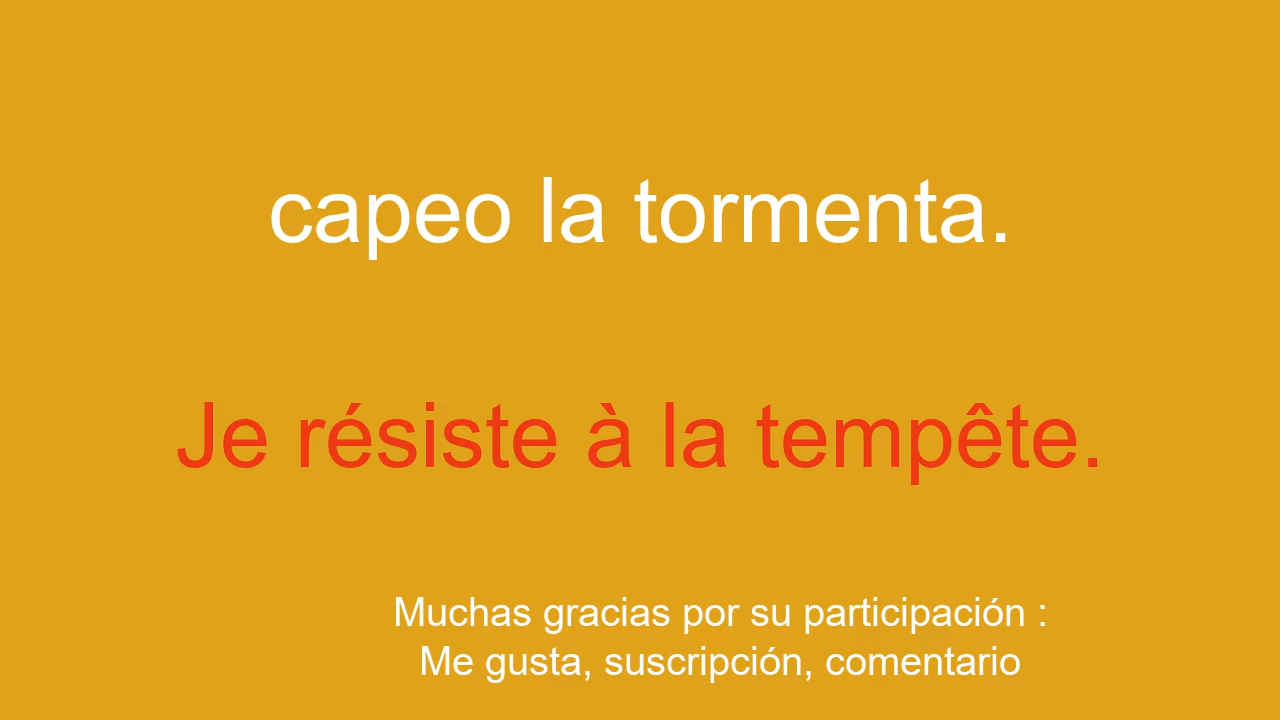 capeo la tormenta.
Je résiste à la tempête.
Muchas gracias por su participación :
Me gusta, suscripción, comentario